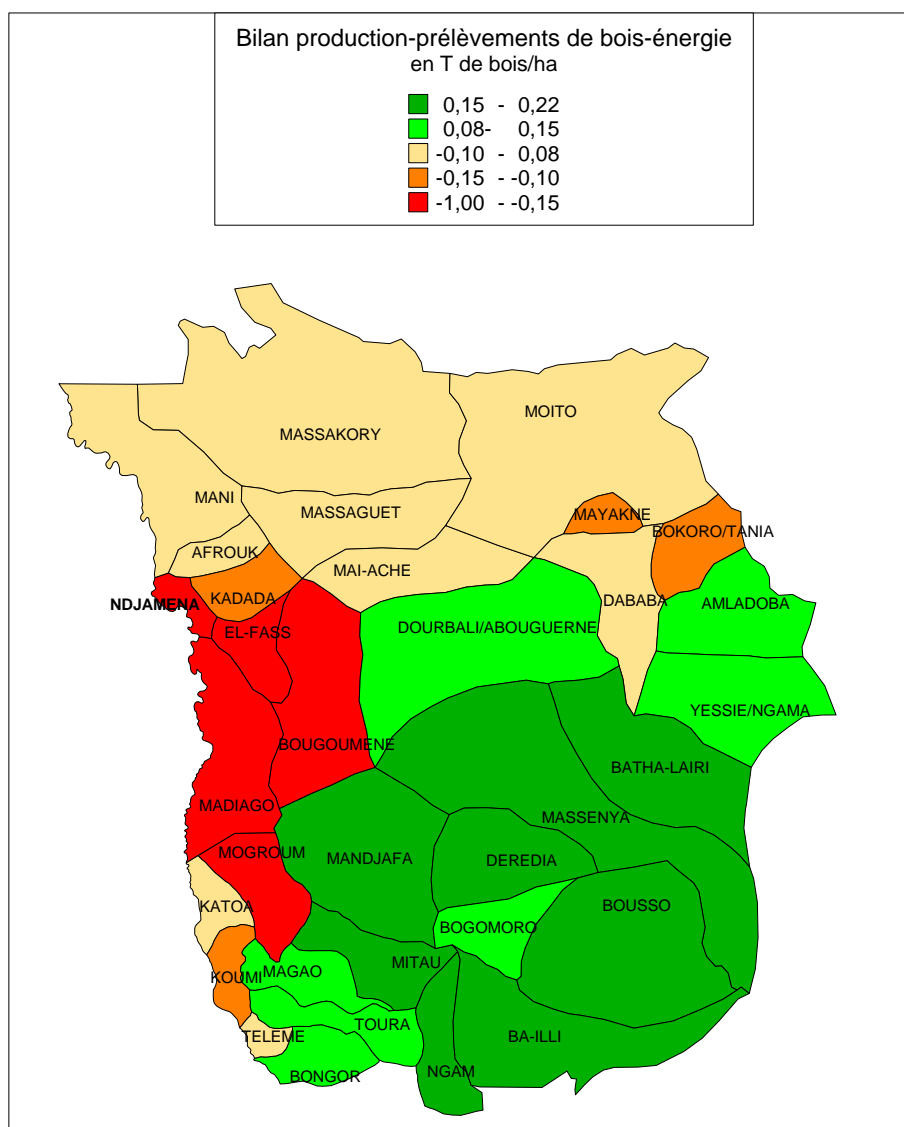 Bilan production-prélèvements de bois-énergie
en T de bois/ha
0,15 - 0,22
0,08- 0,15
-0,10 - 0,08
-0,15 - -0,10
-1,00 - -0,15
MOITO
MASSAKORY
MANI
MASSAGUET
MAYAKNE
BOKORO/TANIA
AFROUK
MAI-ACHE
KADADA
DABABA
AMLADOBA
NDJAMENA
EL-FASS
DOURBALI/ABOUGUERNE
YESSIE/NGAMA
BOUGOUMENE
BATHA-LAIRI
MADIAGO
MASSENYA
MOGROUM
MANDJAFA
DEREDIA
KATOA
BOUSSO
BOGOMORO
MITAU
KOUMI
MAGAO
TOURA
TELEME
BA-ILLI
NGAM
BONGOR